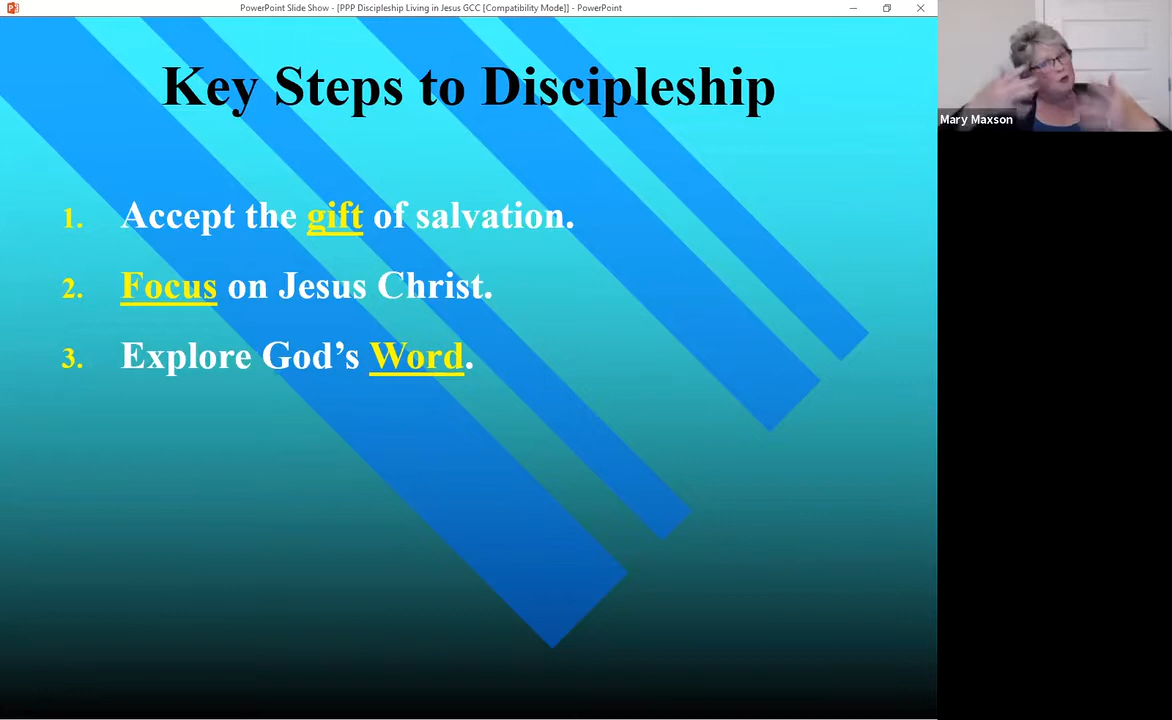 PowerPoint Slide Show - [PPP Discipleship Living in Jesus GCC [Compatibility Mode]] - PowerPoint
Key Steps to Discipleship
1. Accept the gift of salvation.
2. Focus on Jesus Christ.
3. Explore God’s Word.
Mary Maxson